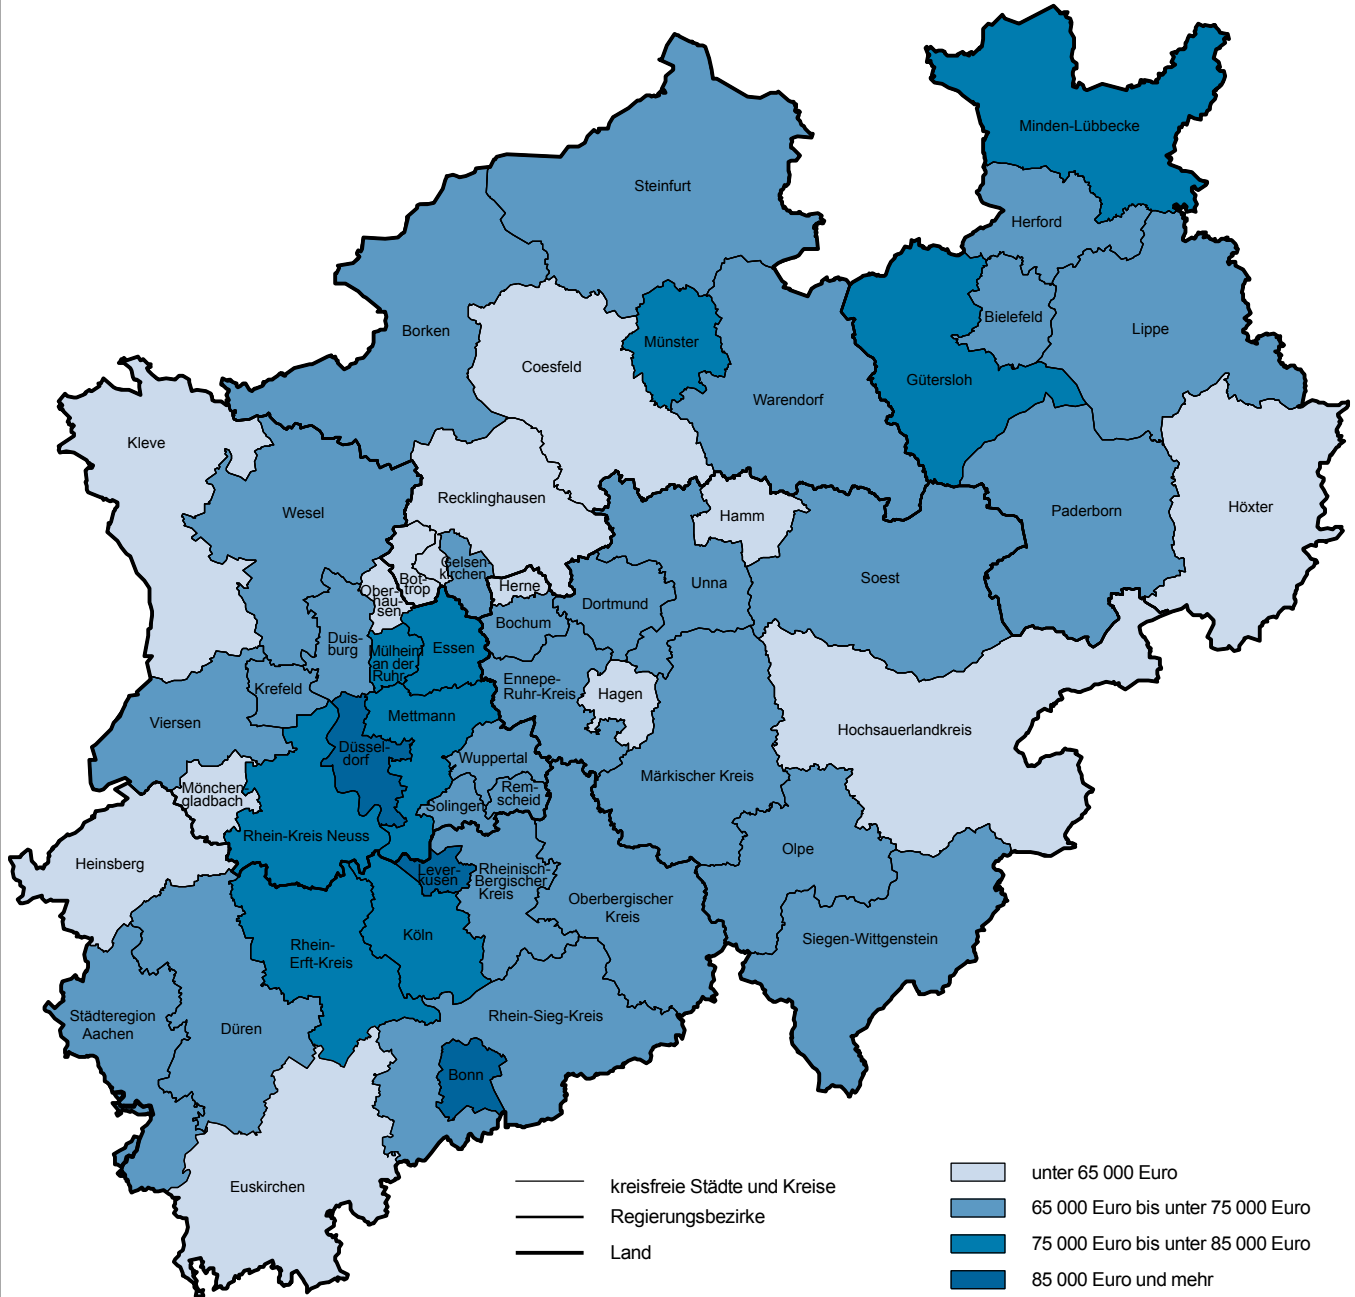 Minden-Lübbecke
Steinfurt
Herford
Bielefeld
Lippe
Borken
Münster
Coesfeld
Gütersloh
Warendorf
Kleve
Recklinghausen
Wesel
Hamm
Höxter
Paderborn
Gelsen-
kirchen
Bot-
trop
Herne
Ober-
hau-
sen
Unna
Soest
Dortmund
Bochum
Duis-
burg
Essen
Mülheim
an der
Ruhr
Ennepe-
Ruhr-Kreis
Hagen
Krefeld
Viersen
Mettmann
Hochsauerlandkreis
Düssel-
dorf
Wuppertal
Märkischer Kreis
Mönchen
gladbach
Rem-
scheid
Solingen
Rhein-Kreis Neuss
Olpe
Heinsberg
Lever-
kusen
Rheinisch-
Bergischer
Kreis
Oberbergischer
Kreis
Köln
Siegen-Wittgenstein
Rhein-
Erft-Kreis
Städteregion
Aachen
Düren
Rhein-Sieg-Kreis
Bonn
Euskirchen
kreisfreie Städte und Kreise
Regierungsbezirke
Land
unter 65 000 Euro
65 000 Euro bis unter 75 000 Euro
75 000 Euro bis unter 85 000 Euro
85 000 Euro und mehr